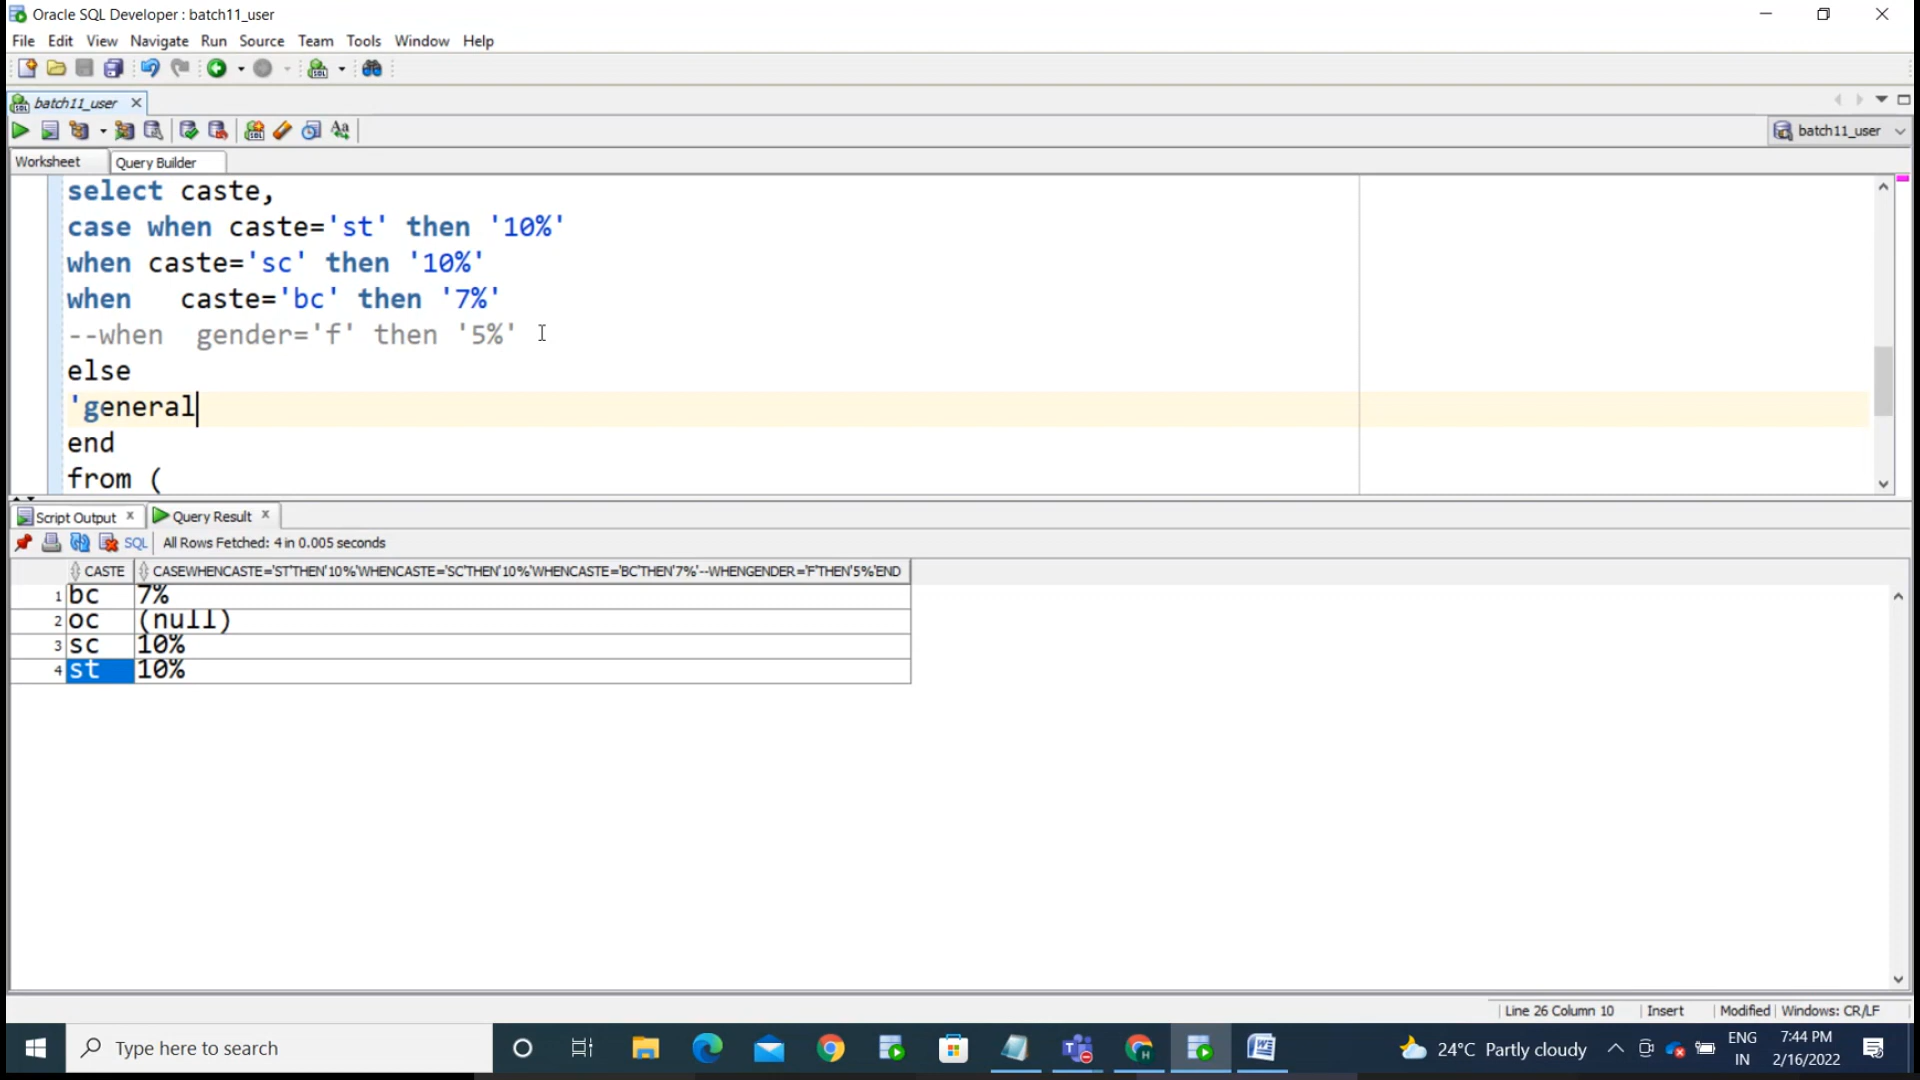 Oracle SQL Developer : batch11_user
File Edit View Navigate Run Source Team Tools Window Help
batch11_user
batch11_user
Worksheet Query Builder
select caste,
case when caste='st' then '10%'
when caste='sc' then '10%'
when   caste='bc' then '7%'
--when  gender='f' then '5%'
else
'general
end
from (
Script Output Query Result
SQL All Rows Fetched: 4 in 0.005 seconds
CASTE CASEWHENCASTE='ST'THEN'10%'WHENCASTE='SC'THEN'10%'WHENCASTE='BC'THEN'7%'--WHENGENDER='F'THEN'5%'END
1 bc 7%
2 oc (null)
3 sc 10%
4 st 10%
Line 26 Column 10 Insert Modified Windows: CR/LF
Type here to search
24°C Partly cloudy
ENG
IN
7:44 PM
2/16/2022